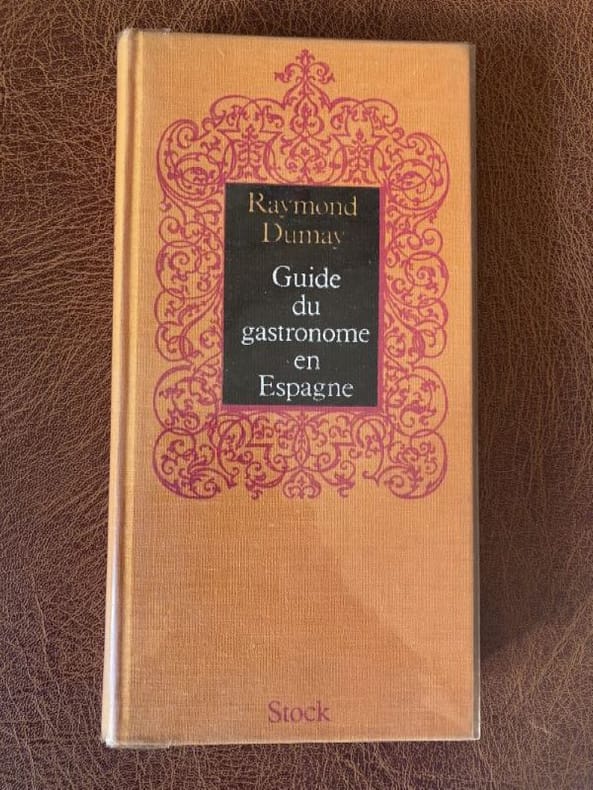 Raymond
Dumay
Guide
du
gastronome
en
Espagne
Stock